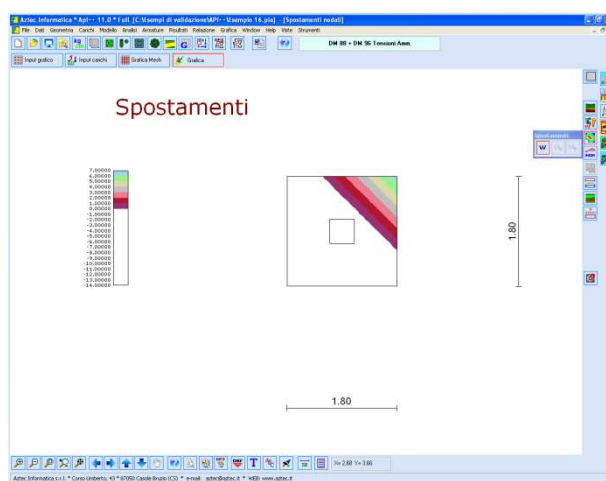 Aztec Informatica * Api++ 11.0 * Full [C:\Esempi di validazione\API++\Esempio 16.pia] - [Spostamenti nodali]
File Dati Geometria Carichi Modello Analisi Armature Risultati Relazione Grafica Window Help Viste Strumenti
DM 88 + DM 96 Tensioni Amm.
Input grafico Input carichi Grafica Mesh Grafica
Spostamenti
Spostamenti
W
7,00000
6,00000
5,00000
4,00000
3,00000
2,00000
1,00000
0,00000
-1,00000
-2,00000
-3,00000
-4,00000
-5,00000
-6,00000
-7,00000
-8,00000
-9,00000
-10,00000
-11,00000
-12,00000
-13,00000
-14,00000
1.80
1.80
X= 2,68 Y= 3,66
Aztec Informatica s.r.l. * Corso Umberto, 43 * 87050 Casole Bruzio (CS) * e-mail: aztec@aztec.it * WEB: www.aztec.it